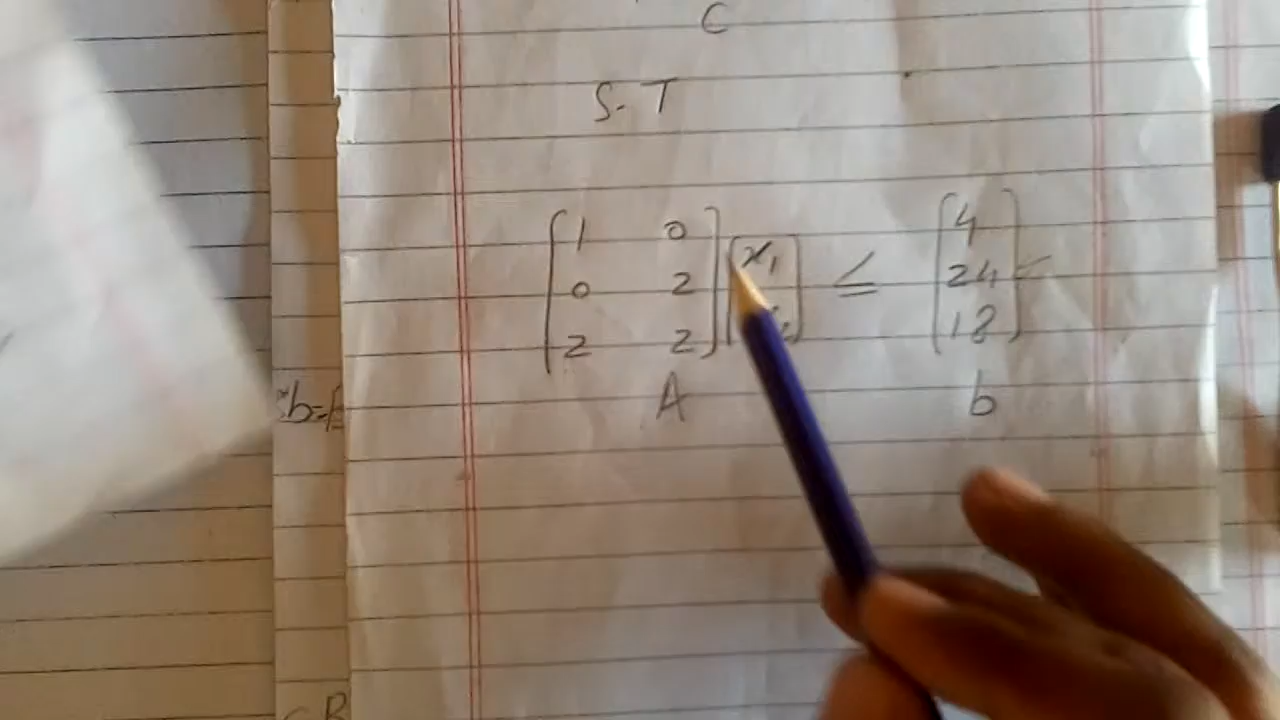 C
S-T
[1 0] [x₁] ≤ [4]
[0 2] [24]
[2 2] [18]
A b
b=
B